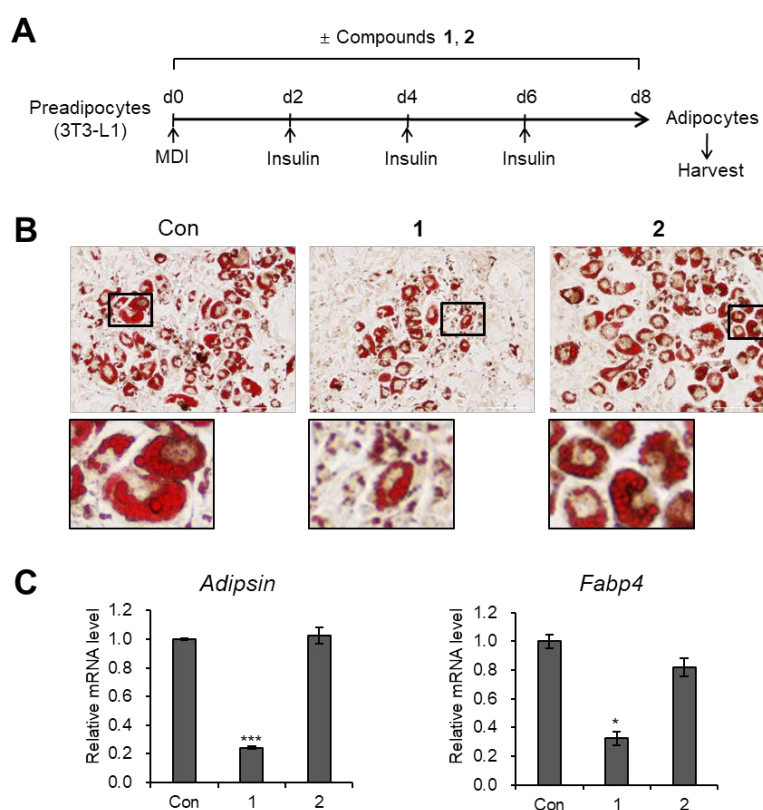 A
± Compounds 1, 2
d0 d2 d4 d6 d8
Preadipocytes
(3T3-L1)
MDI Insulin Insulin Insulin
Adipocytes
Harvest
B
Con 1 2
C
Adipsin
Relative mRNA level
1.2
1.0
0.8
0.6
0.4
0.2
0.0
***
Con 1 2
Fabp4
Relative mRNA level
1.2
1.0
0.8
0.6
0.4
0.2
0.0
*
Con 1 2